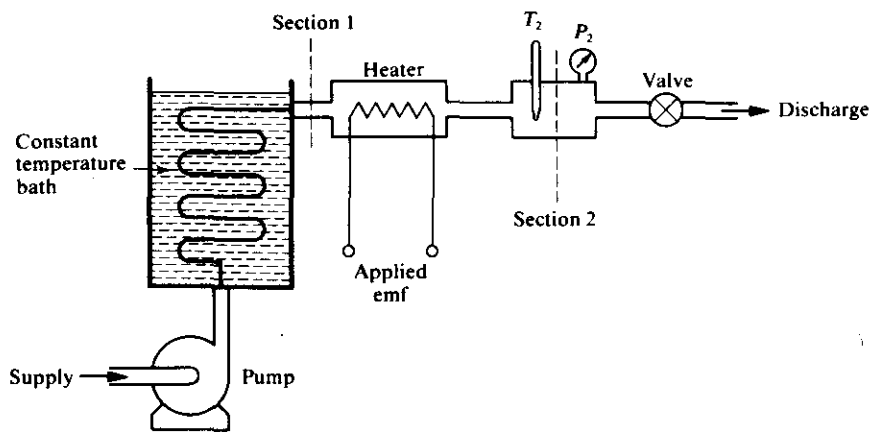 Section 1
T₂
P₂
Heater
Valve
Discharge
Constant
temperature
bath
Section 2
Applied
emf
Supply
Pump